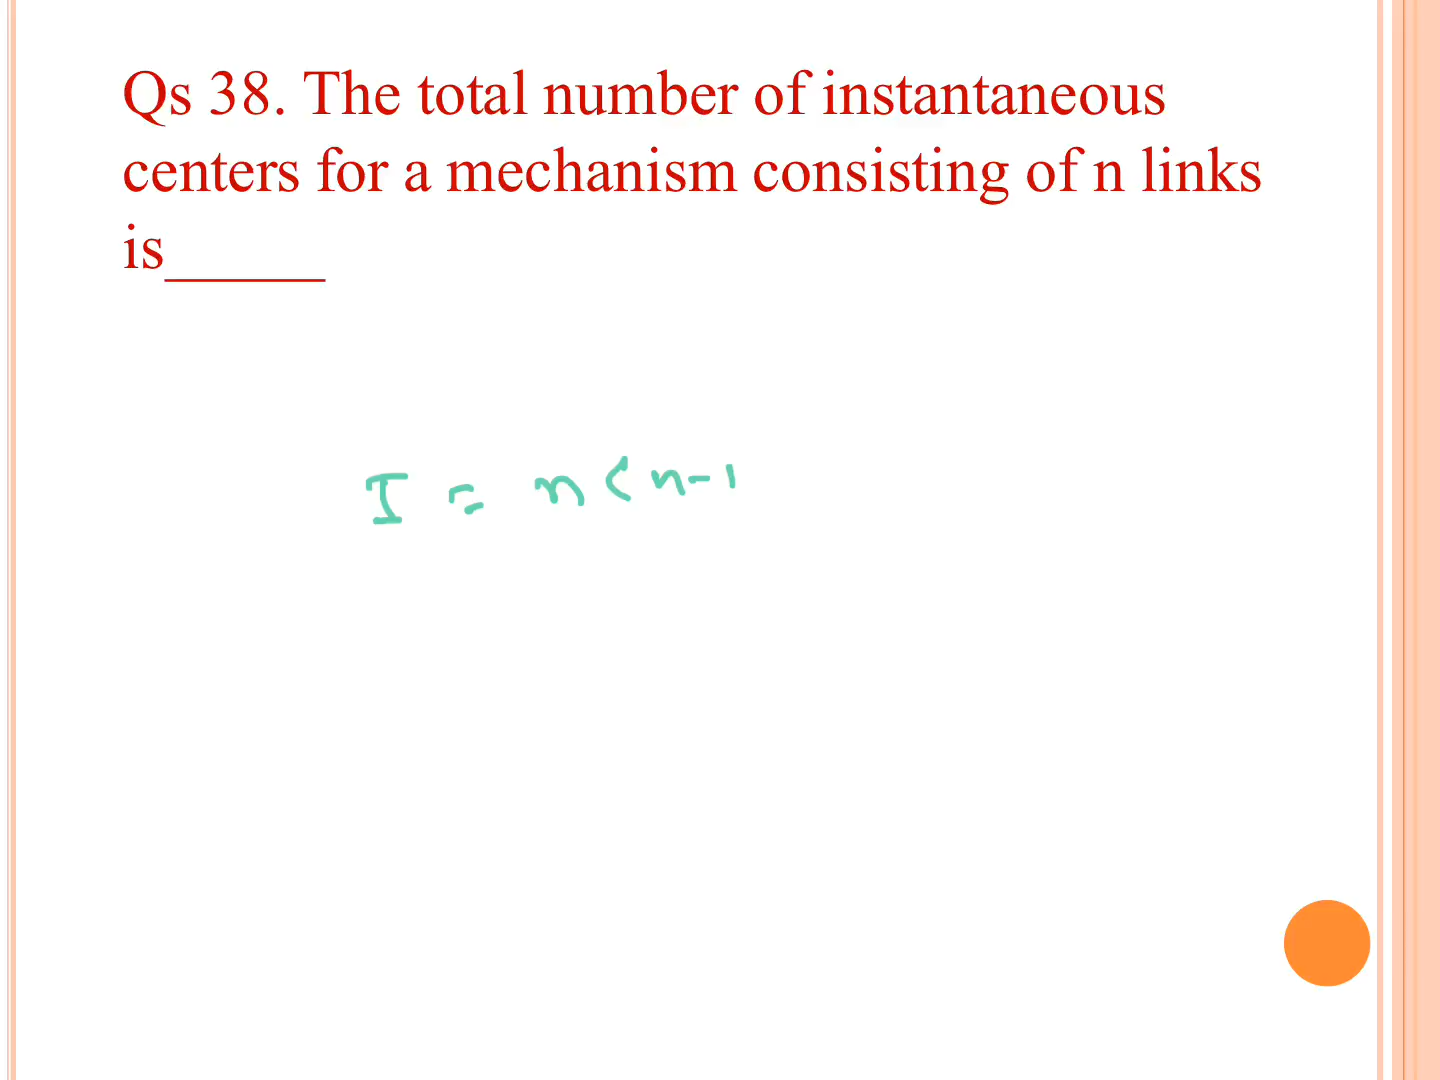 Qs 38. The total number of instantaneous
centers for a mechanism consisting of n links
is_____
I = n(n-1